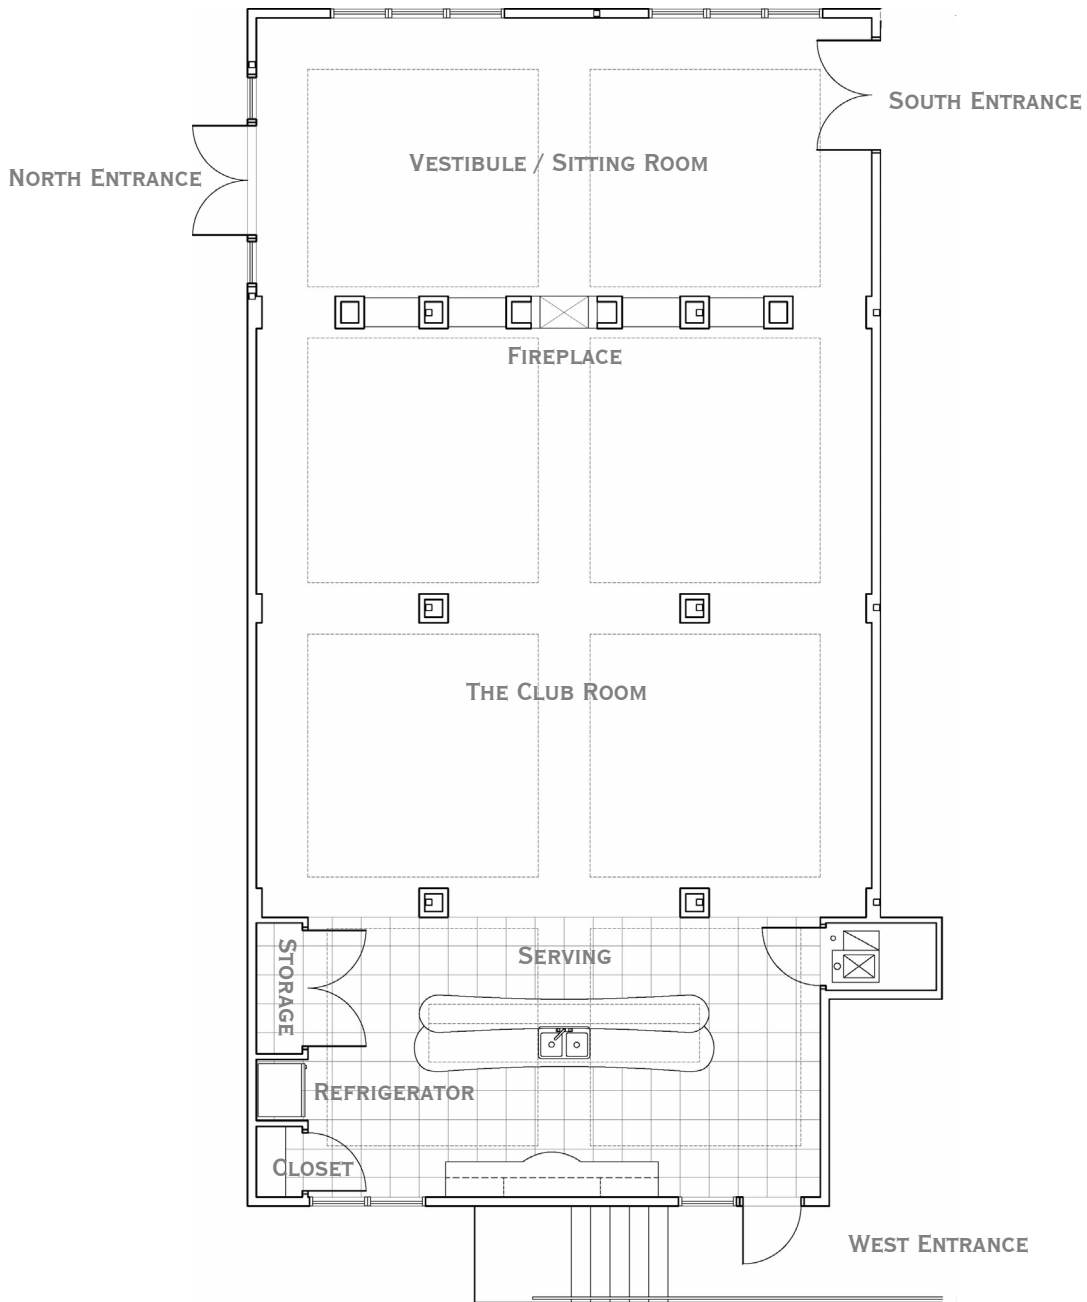 South Entrance
Vestibule / Sitting Room
North Entrance
Fireplace
The Club Room
Storage
Serving
Refrigerator
Closet
West Entrance